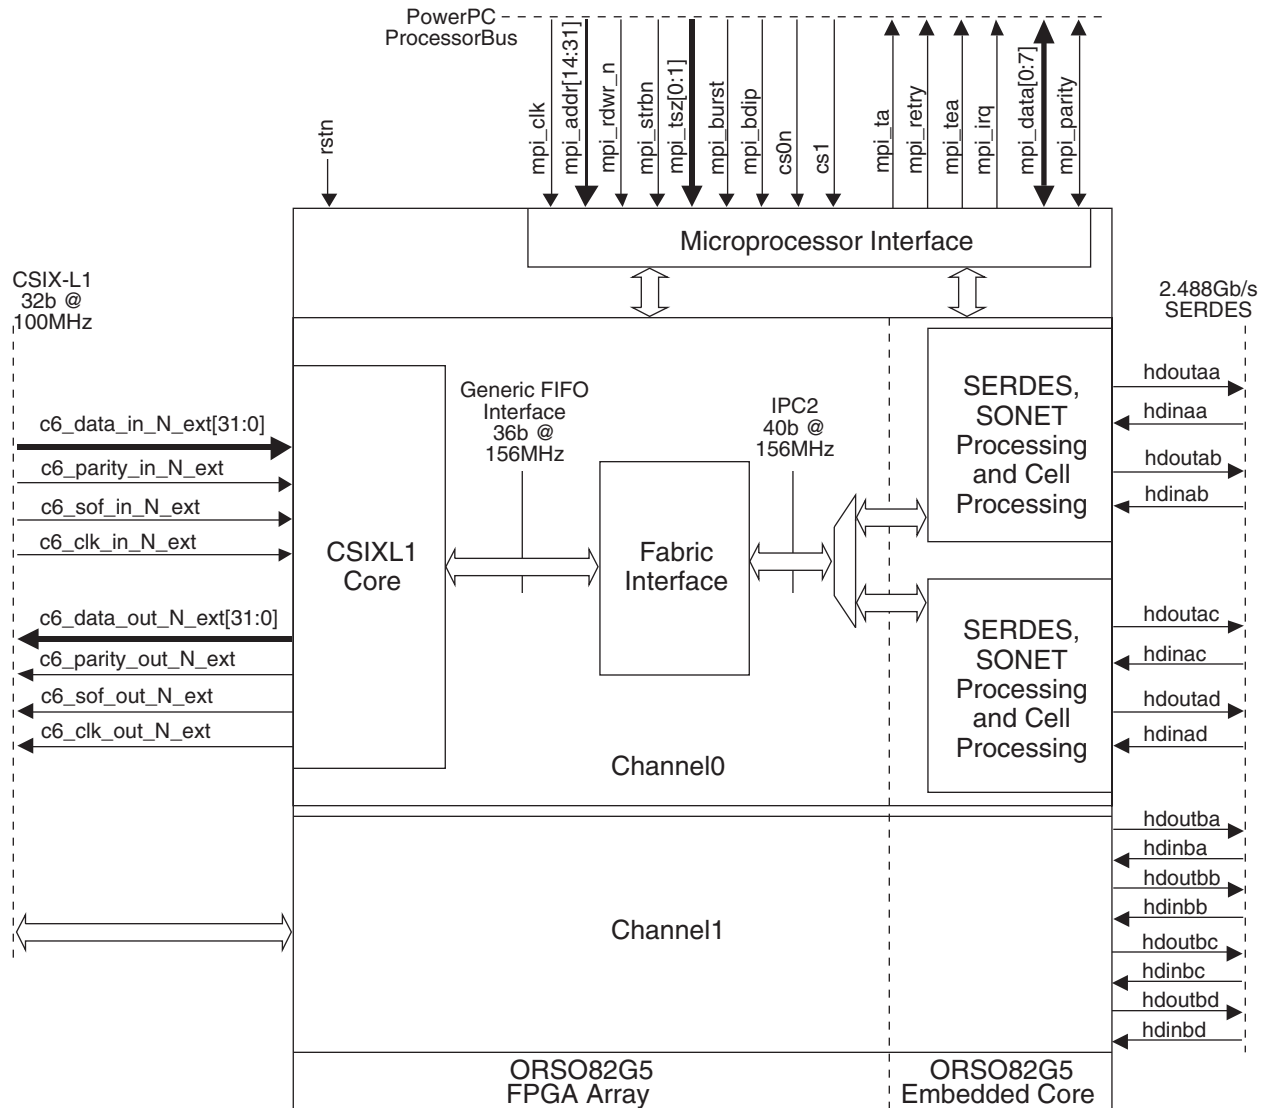 PowerPC
ProcessorBus
rstn
mpi_clk
mpi_addr[14:31]
mpi_rdwr_n
mpi_strbn
mpi_tsz[0:1]
mpi_burst
mpi_bdip
cs0n
cs1
mpi_ta
mpi_retry
mpi_tea
mpi_irq
mpi_data[0:7]
mpi_parity
Microprocessor Interface
CSIX-L1
32b @
100MHz
2.488Gb/s
SERDES
c6_data_in_N_ext[31:0]
c6_parity_in_N_ext
c6_sof_in_N_ext
c6_clk_in_N_ext
c6_data_out_N_ext[31:0]
c6_parity_out_N_ext
c6_sof_out_N_ext
c6_clk_out_N_ext
CSIXL1
Core
Generic FIFO
Interface
36b @
156MHz
Fabric
Interface
IPC2
40b @
156MHz
SERDES,
SONET
Processing
and Cell
Processing
SERDES,
SONET
Processing
and Cell
Processing
hdoutaa
hdinaa
hdoutab
hdinab
hdoutac
hdinac
hdoutad
hdinad
Channel0
hdoutba
hdinba
hdoutbb
hdinbb
hdoutbc
hdinbc
hdoutbd
hdinbd
Channel1
ORSO82G5
FPGA Array
ORSO82G5
Embedded Core